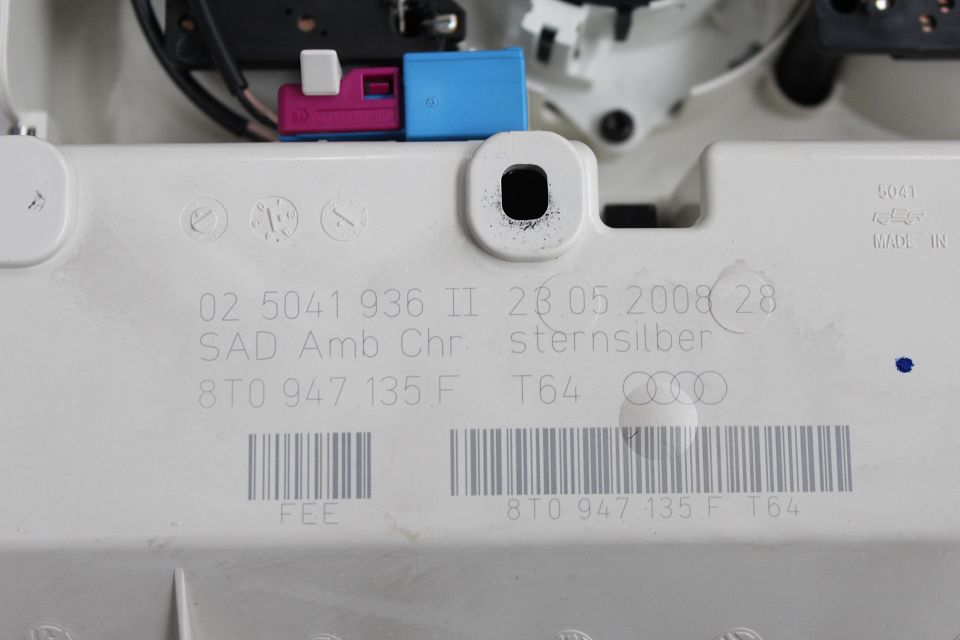 5041
MADE IN
02 5041 936 II 23.05.2008 28
SAD Amb Chr sternsilber
8T0.947.135.F T64
FEE
8T0.947.135.F T64